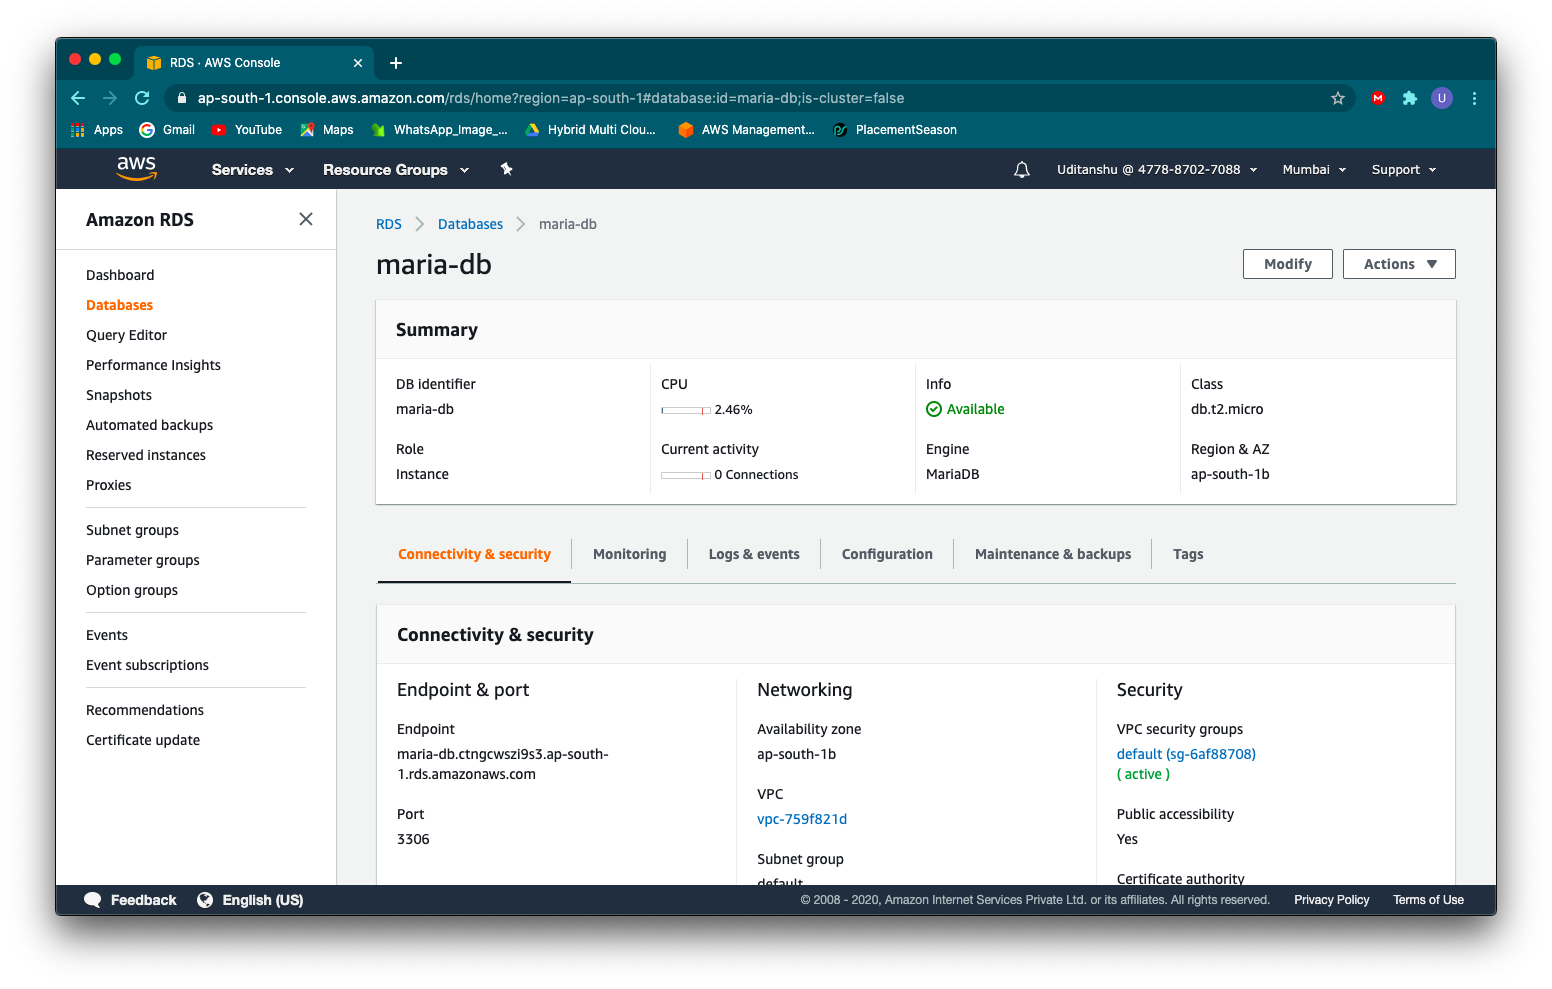 RDS · AWS Console
ap-south-1.console.aws.amazon.com/rds/home?region=ap-south-1#database:id=maria-db;is-cluster=false
M
U
Apps
Gmail
YouTube
Maps
WhatsApp_Image_...
Hybrid Multi Clou...
AWS Management...
PlacementSeason
aws
Services
Resource Groups
Uditanshu @ 4778-8702-7088
Mumbai
Support
Amazon RDS
Dashboard
Databases
Query Editor
Performance Insights
Snapshots
Automated backups
Reserved instances
Proxies
Subnet groups
Parameter groups
Option groups
Events
Event subscriptions
Recommendations
Certificate update
RDS > Databases > maria-db
maria-db
Modify
Actions
Summary
DB identifier
maria-db
CPU
2.46%
Info
Available
Class
db.t2.micro
Role
Instance
Current activity
0 Connections
Engine
MariaDB
Region & AZ
ap-south-1b
Connectivity & security
Monitoring
Logs & events
Configuration
Maintenance & backups
Tags
Connectivity & security
Endpoint & port
Endpoint
maria-db.ctngcwszi9s3.ap-south-
1.rds.amazonaws.com
Port
3306
Networking
Availability zone
ap-south-1b
VPC
vpc-759f821d
Subnet group
default
Security
VPC security groups
default (sg-6af88708)
( active )
Public accessibility
Yes
Certificate authority
Feedback
English (US)
© 2008 - 2020, Amazon Internet Services Private Ltd. or its affiliates. All rights reserved.
Privacy Policy
Terms of Use